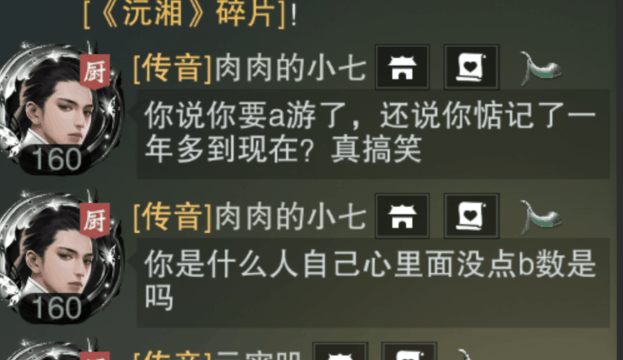 [《沅湘》碎片]!
厨 [传音]肉肉的小七
你说你要a游了，还说你惦记了一
年多到现在？真搞笑
160
厨 [传音]肉肉的小七
你是什么人自己心里面没点b数是
吗
160
[传音]